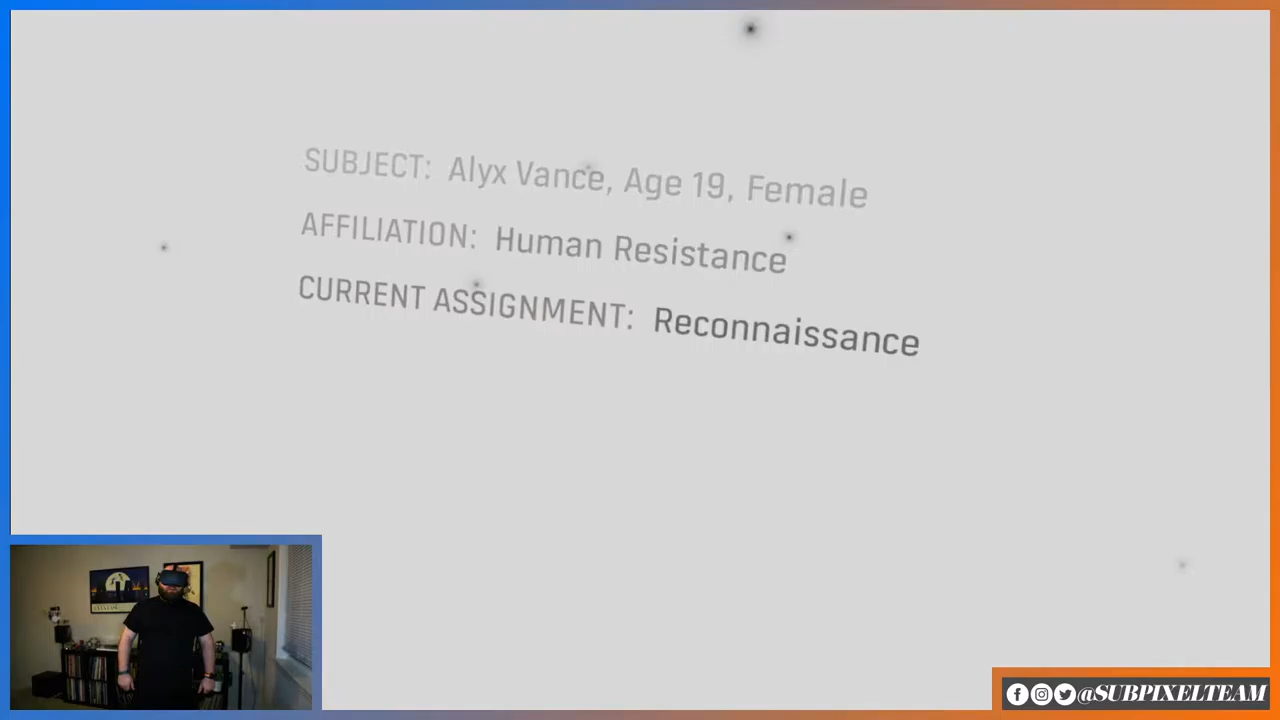 SUBJECT: Alyx Vance, Age 19, Female
AFFILIATION: Human Resistance
CURRENT ASSIGNMENT: Reconnaissance
@SUBPIXELTEAM